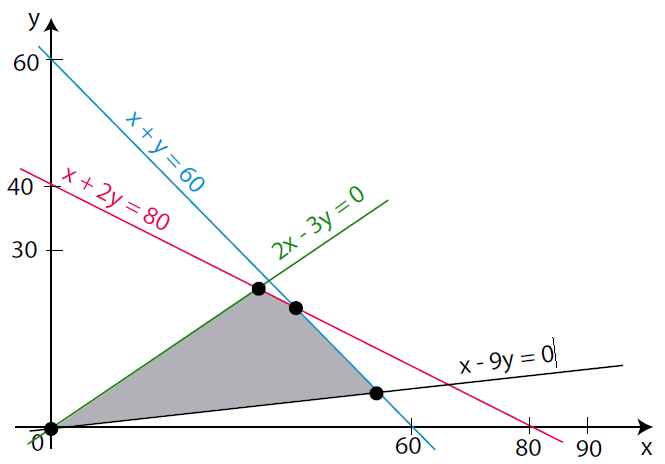 y
60
x + y = 60
40
x + 2y = 80
2x - 3y = 0
30
x - 9y = 0
0
60
80
90
x